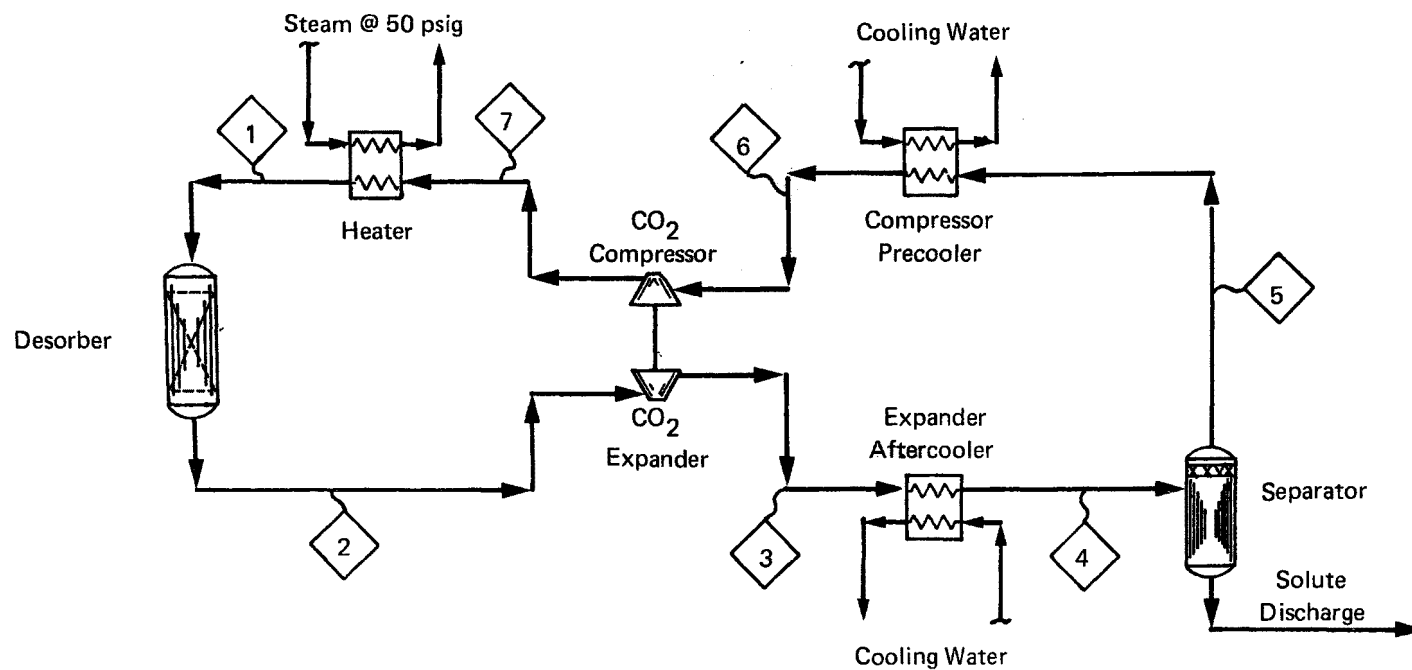 Steam @ 50 psig
Cooling Water
1
7
6
Heater
CO2
Compressor
Compressor
Precooler
5
Desorber
CO2
Expander
Expander
Aftercooler
Separator
2
3
4
Solute
Discharge
Cooling Water